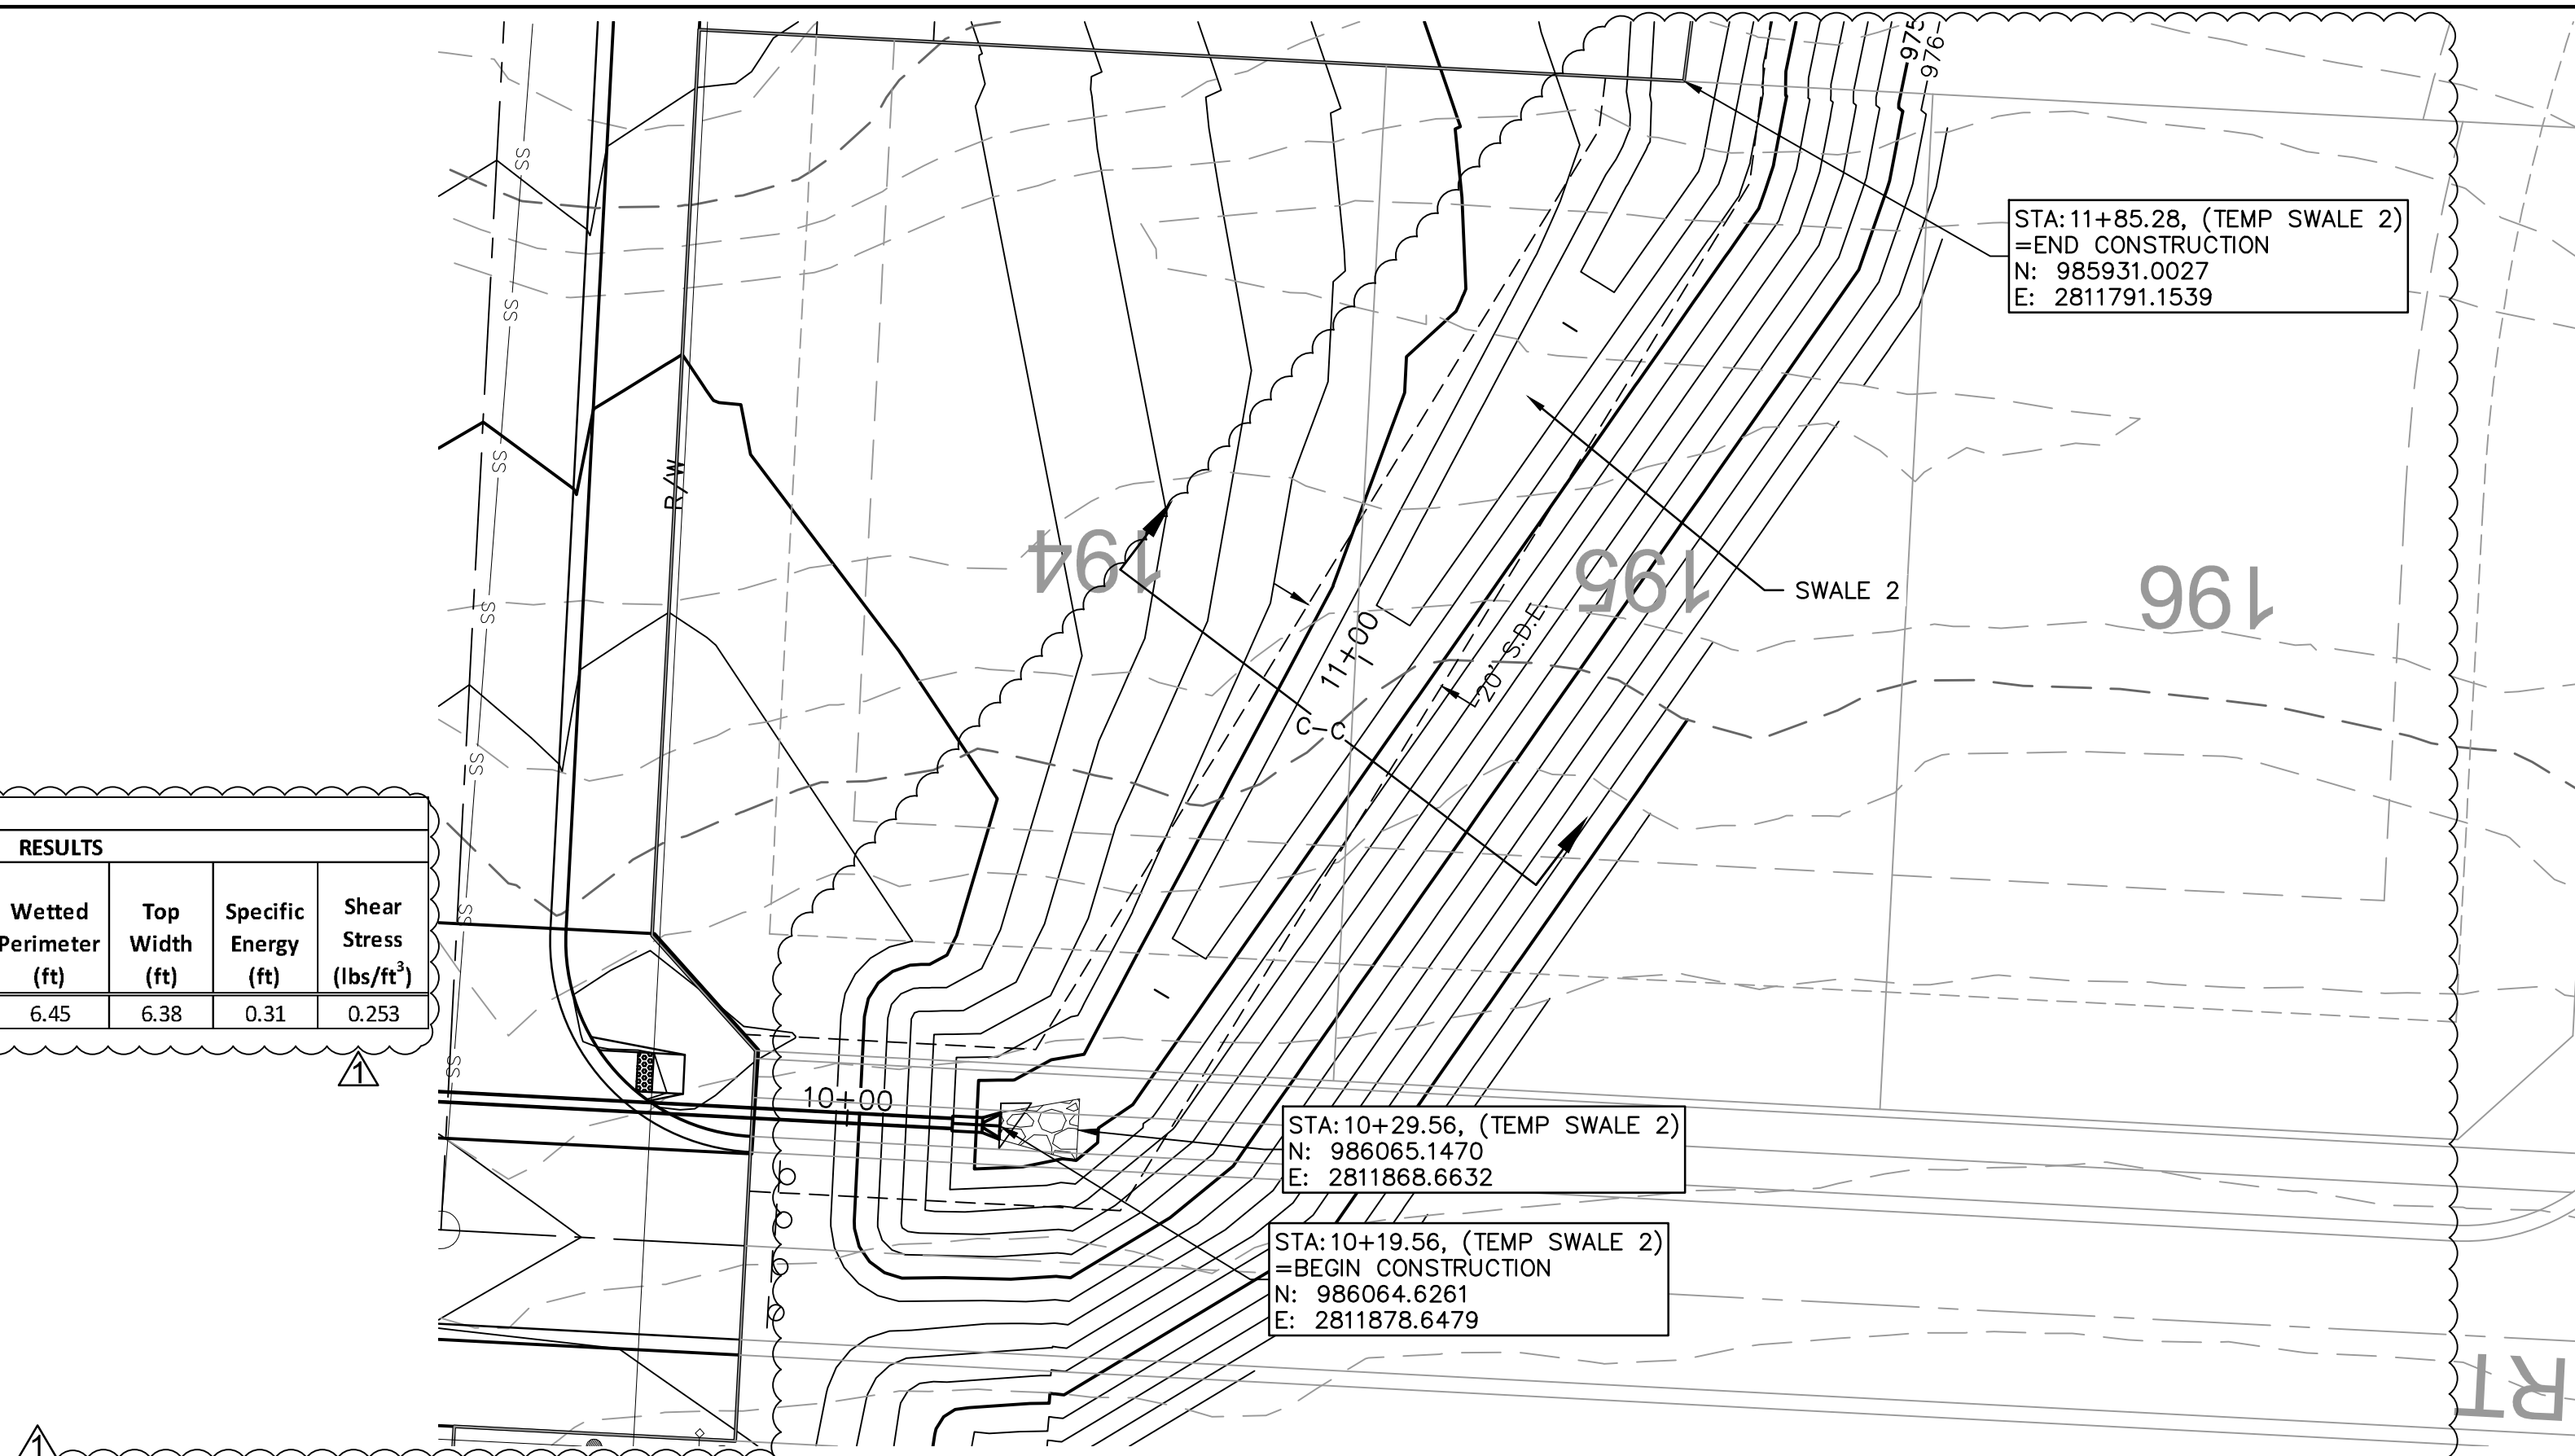 975
976
STA:11+85.28, (TEMP SWALE 2)
=END CONSTRUCTION
N: 985931.0027
E: 2811791.1539
SS
SS
SS
R/W
194
195
196
SWALE 2
SS
11+00
20' S.D.E.
C-C
SS
RESULTS
Wetted Perimeter (ft)
Top Width (ft)
Specific Energy (ft)
Shear Stress (lbs/ft³)
6.45
6.38
0.31
0.253
SS
SS
1
10+00
STA:10+29.56, (TEMP SWALE 2)
N: 986065.1470
E: 2811868.6632
STA:10+19.56, (TEMP SWALE 2)
=BEGIN CONSTRUCTION
N: 986064.6261
E: 2811878.6479
RT
1